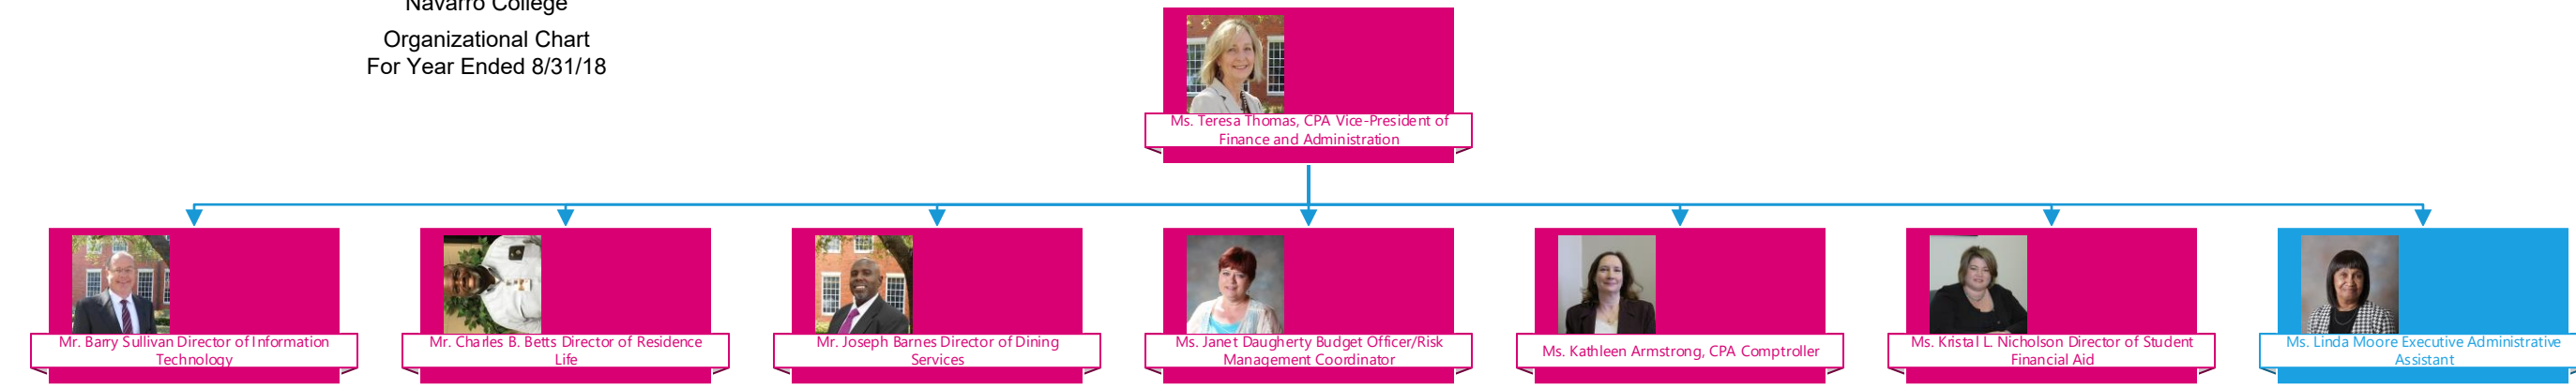 Navarro College
Organizational Chart
For Year Ended 8/31/18
Ms. Teresa Thomas, CPA Vice-President of
Finance and Administration
Mr. Barry Sullivan Director of Information
Technology
Mr. Charles B. Betts Director of Residence
Life
Mr. Joseph Barnes Director of Dining
Services
Ms. Janet Daugherty Budget Officer/Risk
Management Coordinator
Ms. Kathleen Armstrong, CPA Comptroller
Ms. Kristal L. Nicholson Director of Student
Financial Aid
Ms. Linda Moore Executive Administrative
Assistant